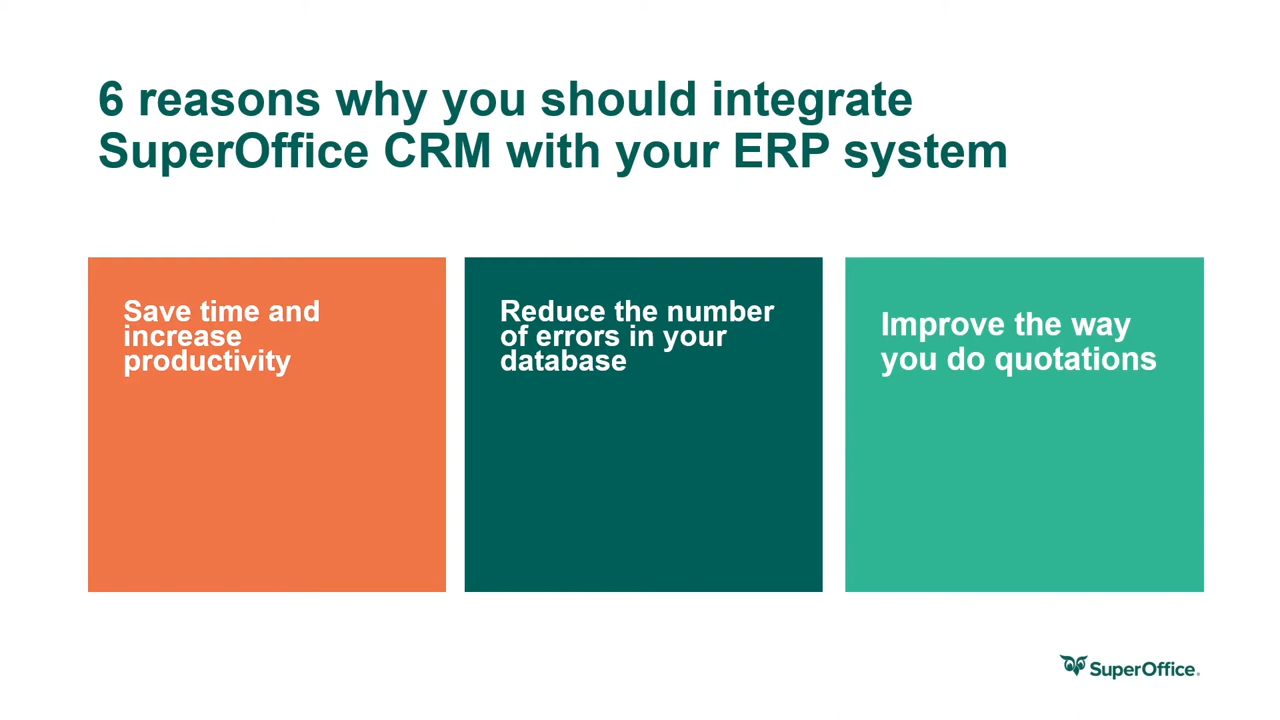 6 reasons why you should integrate
SuperOffice CRM with your ERP system
Save time and
increase
productivity
Reduce the number
of errors in your
database
Improve the way
you do quotations
SuperOffice.